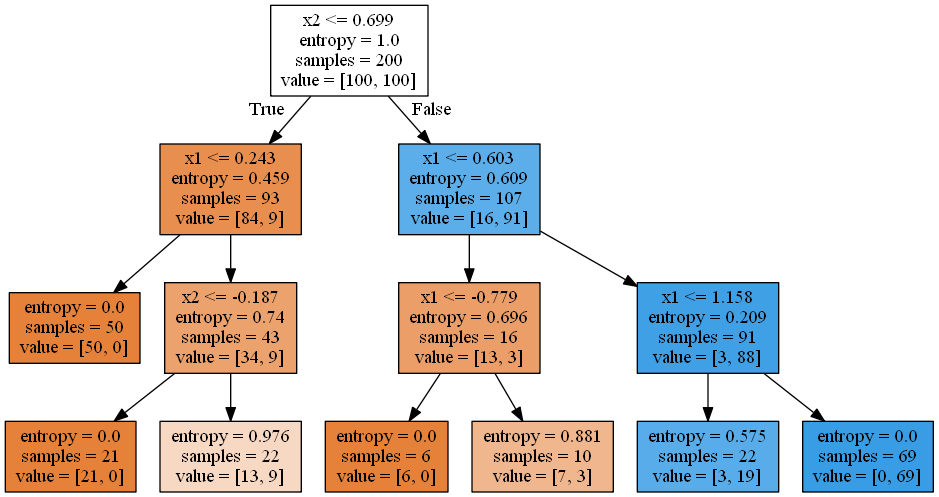 x2 <= 0.699
entropy = 1.0
samples = 200
value = [100, 100]
True
False
x1 <= 0.243
entropy = 0.459
samples = 93
value = [84, 9]
x1 <= 0.603
entropy = 0.609
samples = 107
value = [16, 91]
entropy = 0.0
samples = 50
value = [50, 0]
x2 <= -0.187
entropy = 0.74
samples = 43
value = [34, 9]
x1 <= -0.779
entropy = 0.696
samples = 16
value = [13, 3]
x1 <= 1.158
entropy = 0.209
samples = 91
value = [3, 88]
entropy = 0.0
samples = 21
value = [21, 0]
entropy = 0.976
samples = 22
value = [13, 9]
entropy = 0.0
samples = 6
value = [6, 0]
entropy = 0.881
samples = 10
value = [7, 3]
entropy = 0.575
samples = 22
value = [3, 19]
entropy = 0.0
samples = 69
value = [0, 69]